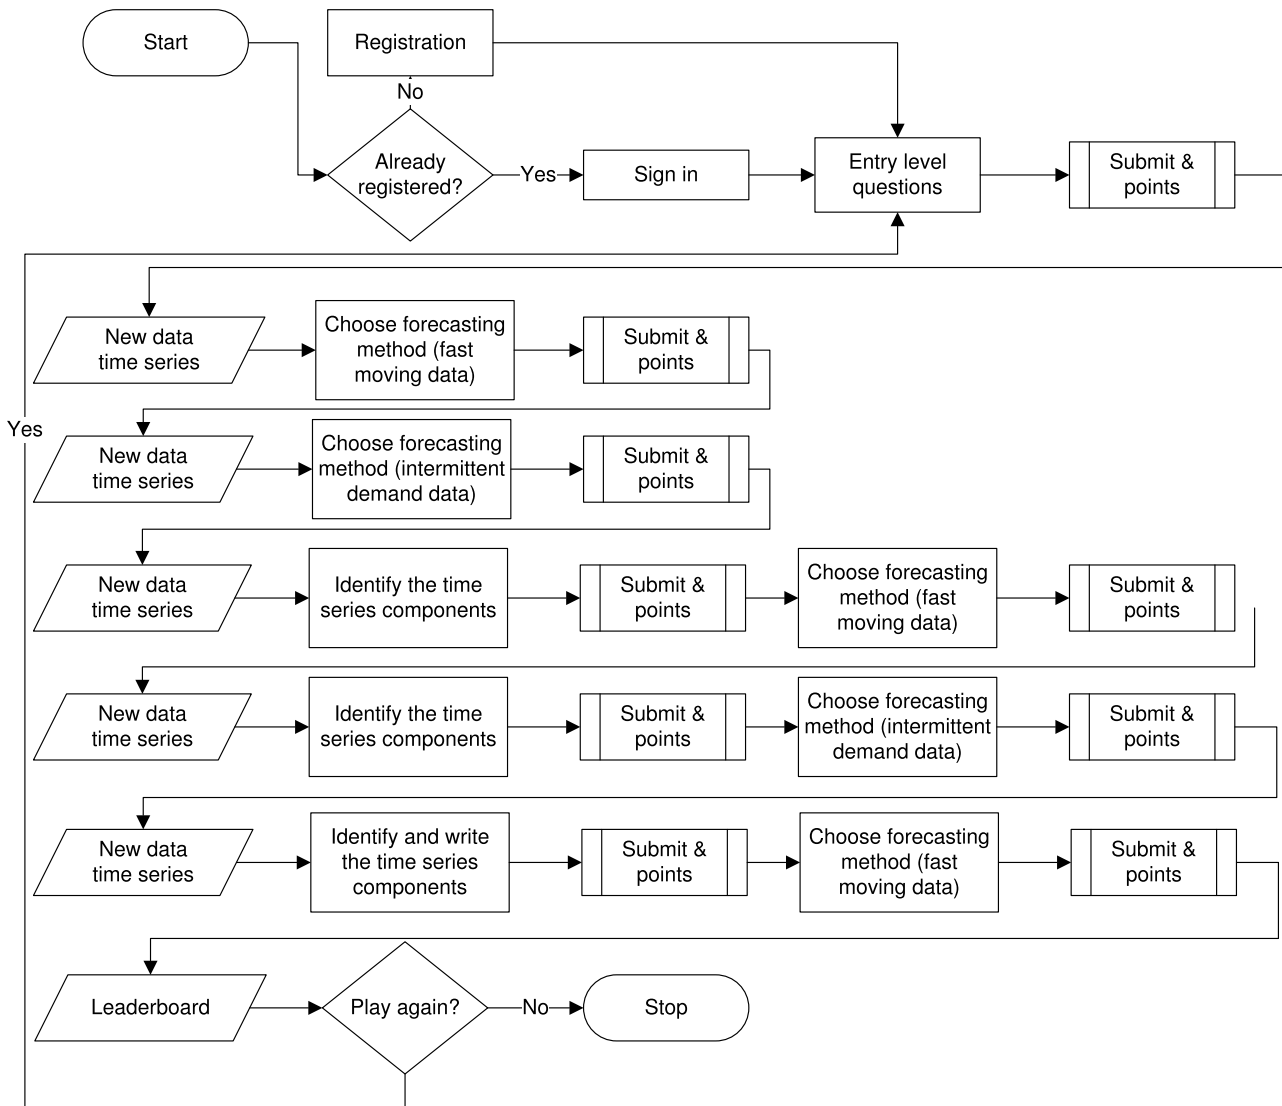 Start
Registration
No
Already
registered?
Yes
Sign in
Entry level
questions
Submit &
points
New data
time series
Choose forecasting
method (fast
moving data)
Submit &
points
Yes
New data
time series
Choose forecasting
method (intermittent
demand data)
Submit &
points
New data
time series
Identify the time
series components
Submit &
points
Choose forecasting
method (fast
moving data)
Submit &
points
New data
time series
Identify the time
series components
Submit &
points
Choose forecasting
method (intermittent
demand data)
Submit &
points
New data
time series
Identify and write
the time series
components
Submit &
points
Choose forecasting
method (fast
moving data)
Submit &
points
Leaderboard
Play again?
No
Stop